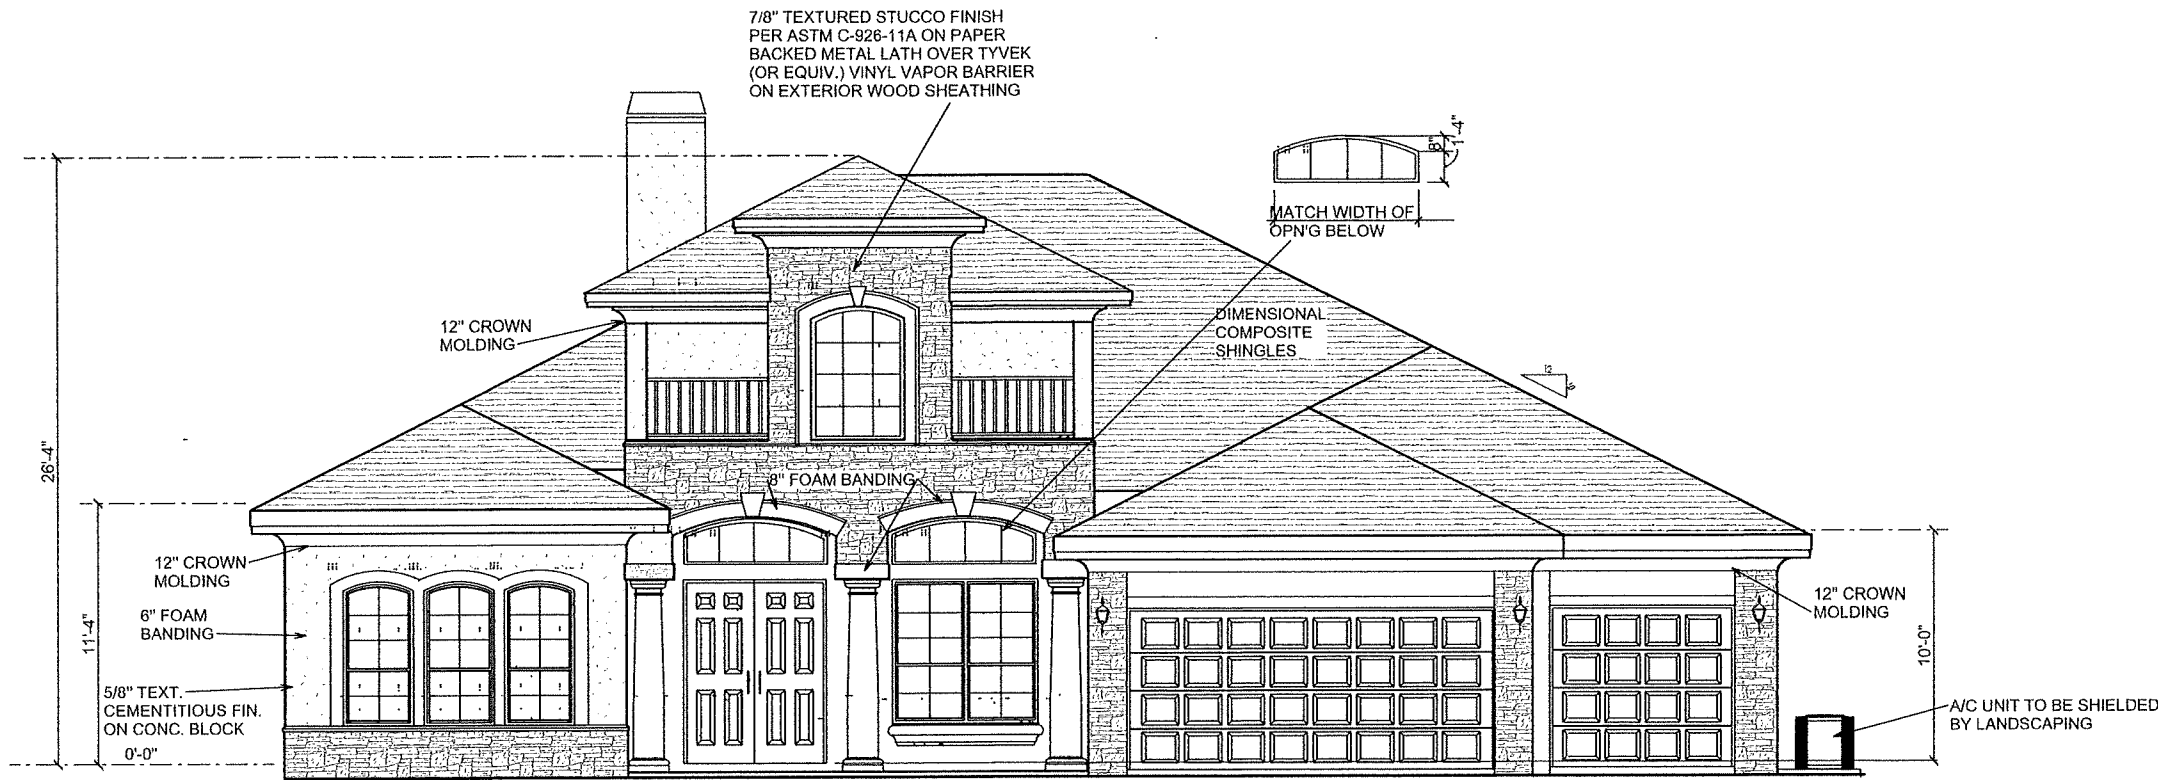 7/8" TEXTURED STUCCO FINISH
PER ASTM C-926-11A ON PAPER
BACKED METAL LATH OVER TYVEK
(OR EQUIV.) VINYL VAPOR BARRIER
ON EXTERIOR WOOD SHEATHING
8"
1'-4"
MATCH WIDTH OF
OPN'G BELOW
12" CROWN
MOLDING
DIMENSIONAL
COMPOSITE
SHINGLES
12
26'-4"
8" FOAM BANDING
11'-4"
12" CROWN
MOLDING
6" FOAM
BANDING
5/8" TEXT.
CEMENTITIOUS FIN.
ON CONC. BLOCK
0'-0"
12" CROWN
MOLDING
10'-0"
A/C UNIT TO BE SHIELDED
BY LANDSCAPING